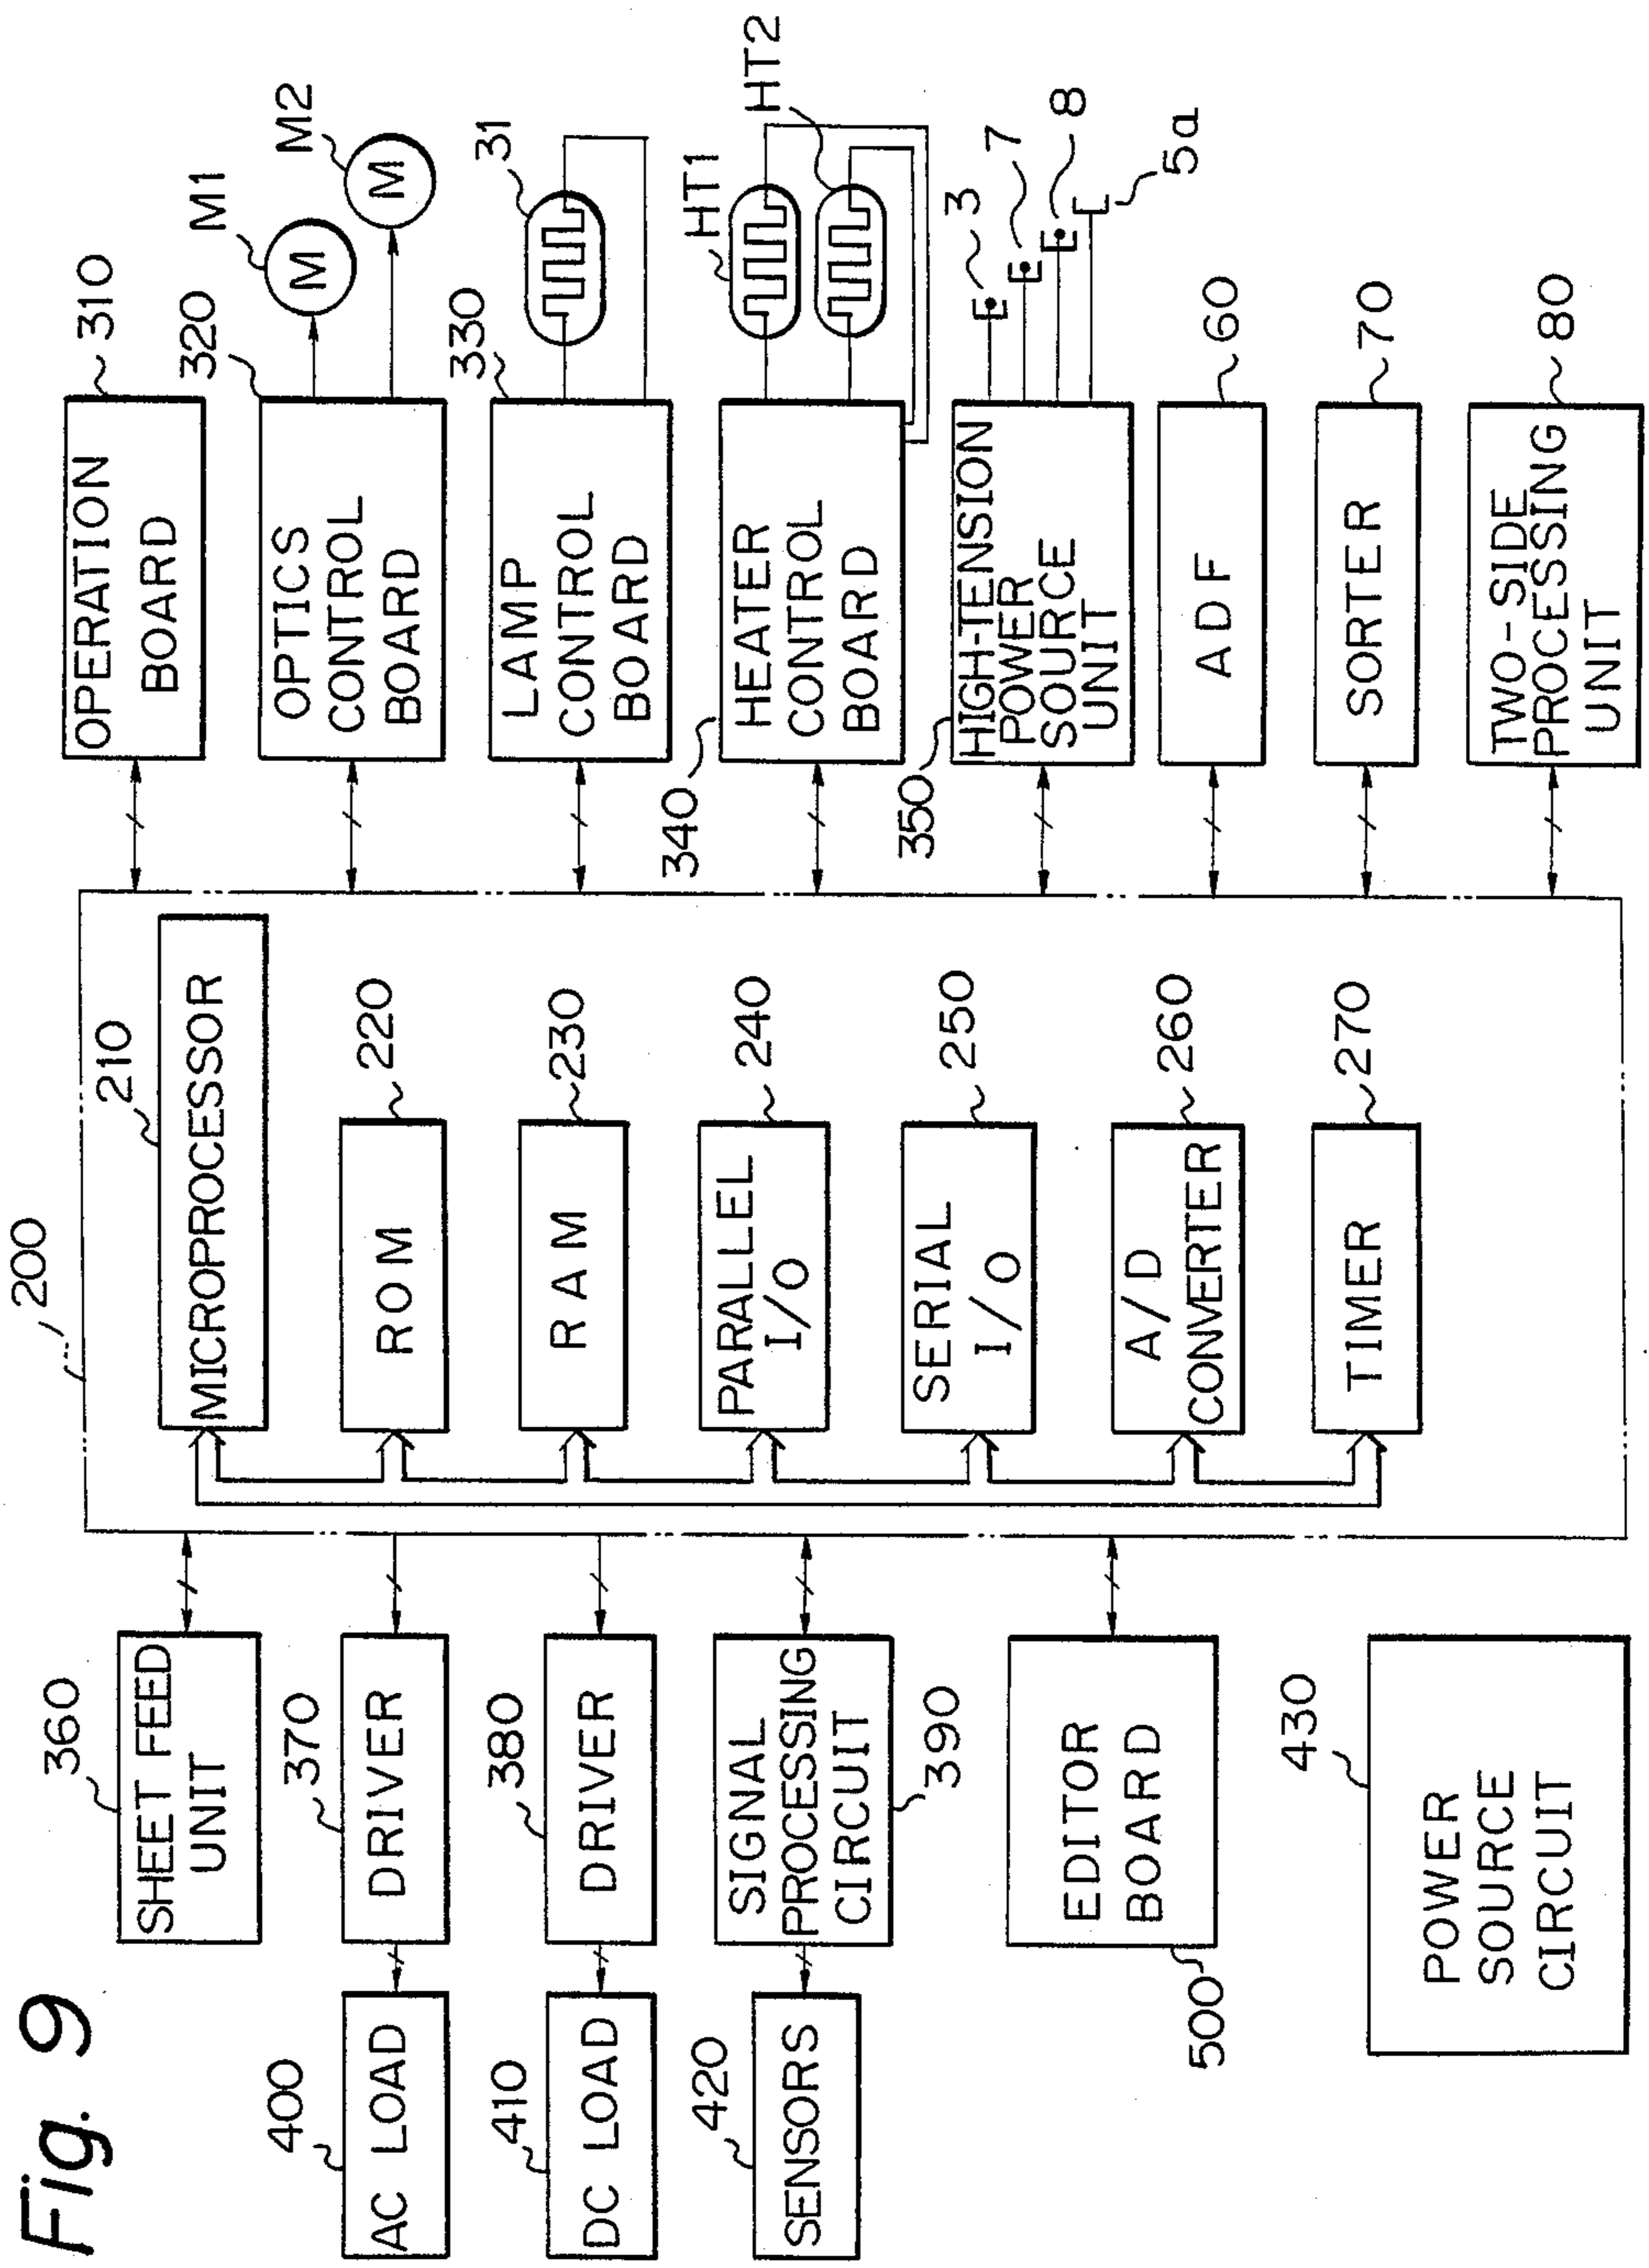 Fig. 9
360
SHEET FEED
UNIT
400
AC LOAD
370
DRIVER
410
DC LOAD
380
DRIVER
420
SENSORS
SIGNAL
PROCESSING
CIRCUIT
390
EDITOR
BOARD
500
430
POWER
SOURCE
CIRCUIT
200
210
MICROPROCESSOR
220
ROM
230
RAM
240
PARALLEL
I/O
250
SERIAL
I/O
260
A/D
CONVERTER
270
TIMER
310
OPERATION
BOARD
320
OPTICS
CONTROL
BOARD
M1
M
M2
M
330
LAMP
CONTROL
BOARD
31
340
HEATER
CONTROL
BOARD
HT1
HT2
350
HIGH-TENSION
POWER
SOURCE
UNIT
3
7
8
5a
60
ADF
70
SORTER
80
TWO-SIDE
PROCESSING
UNIT